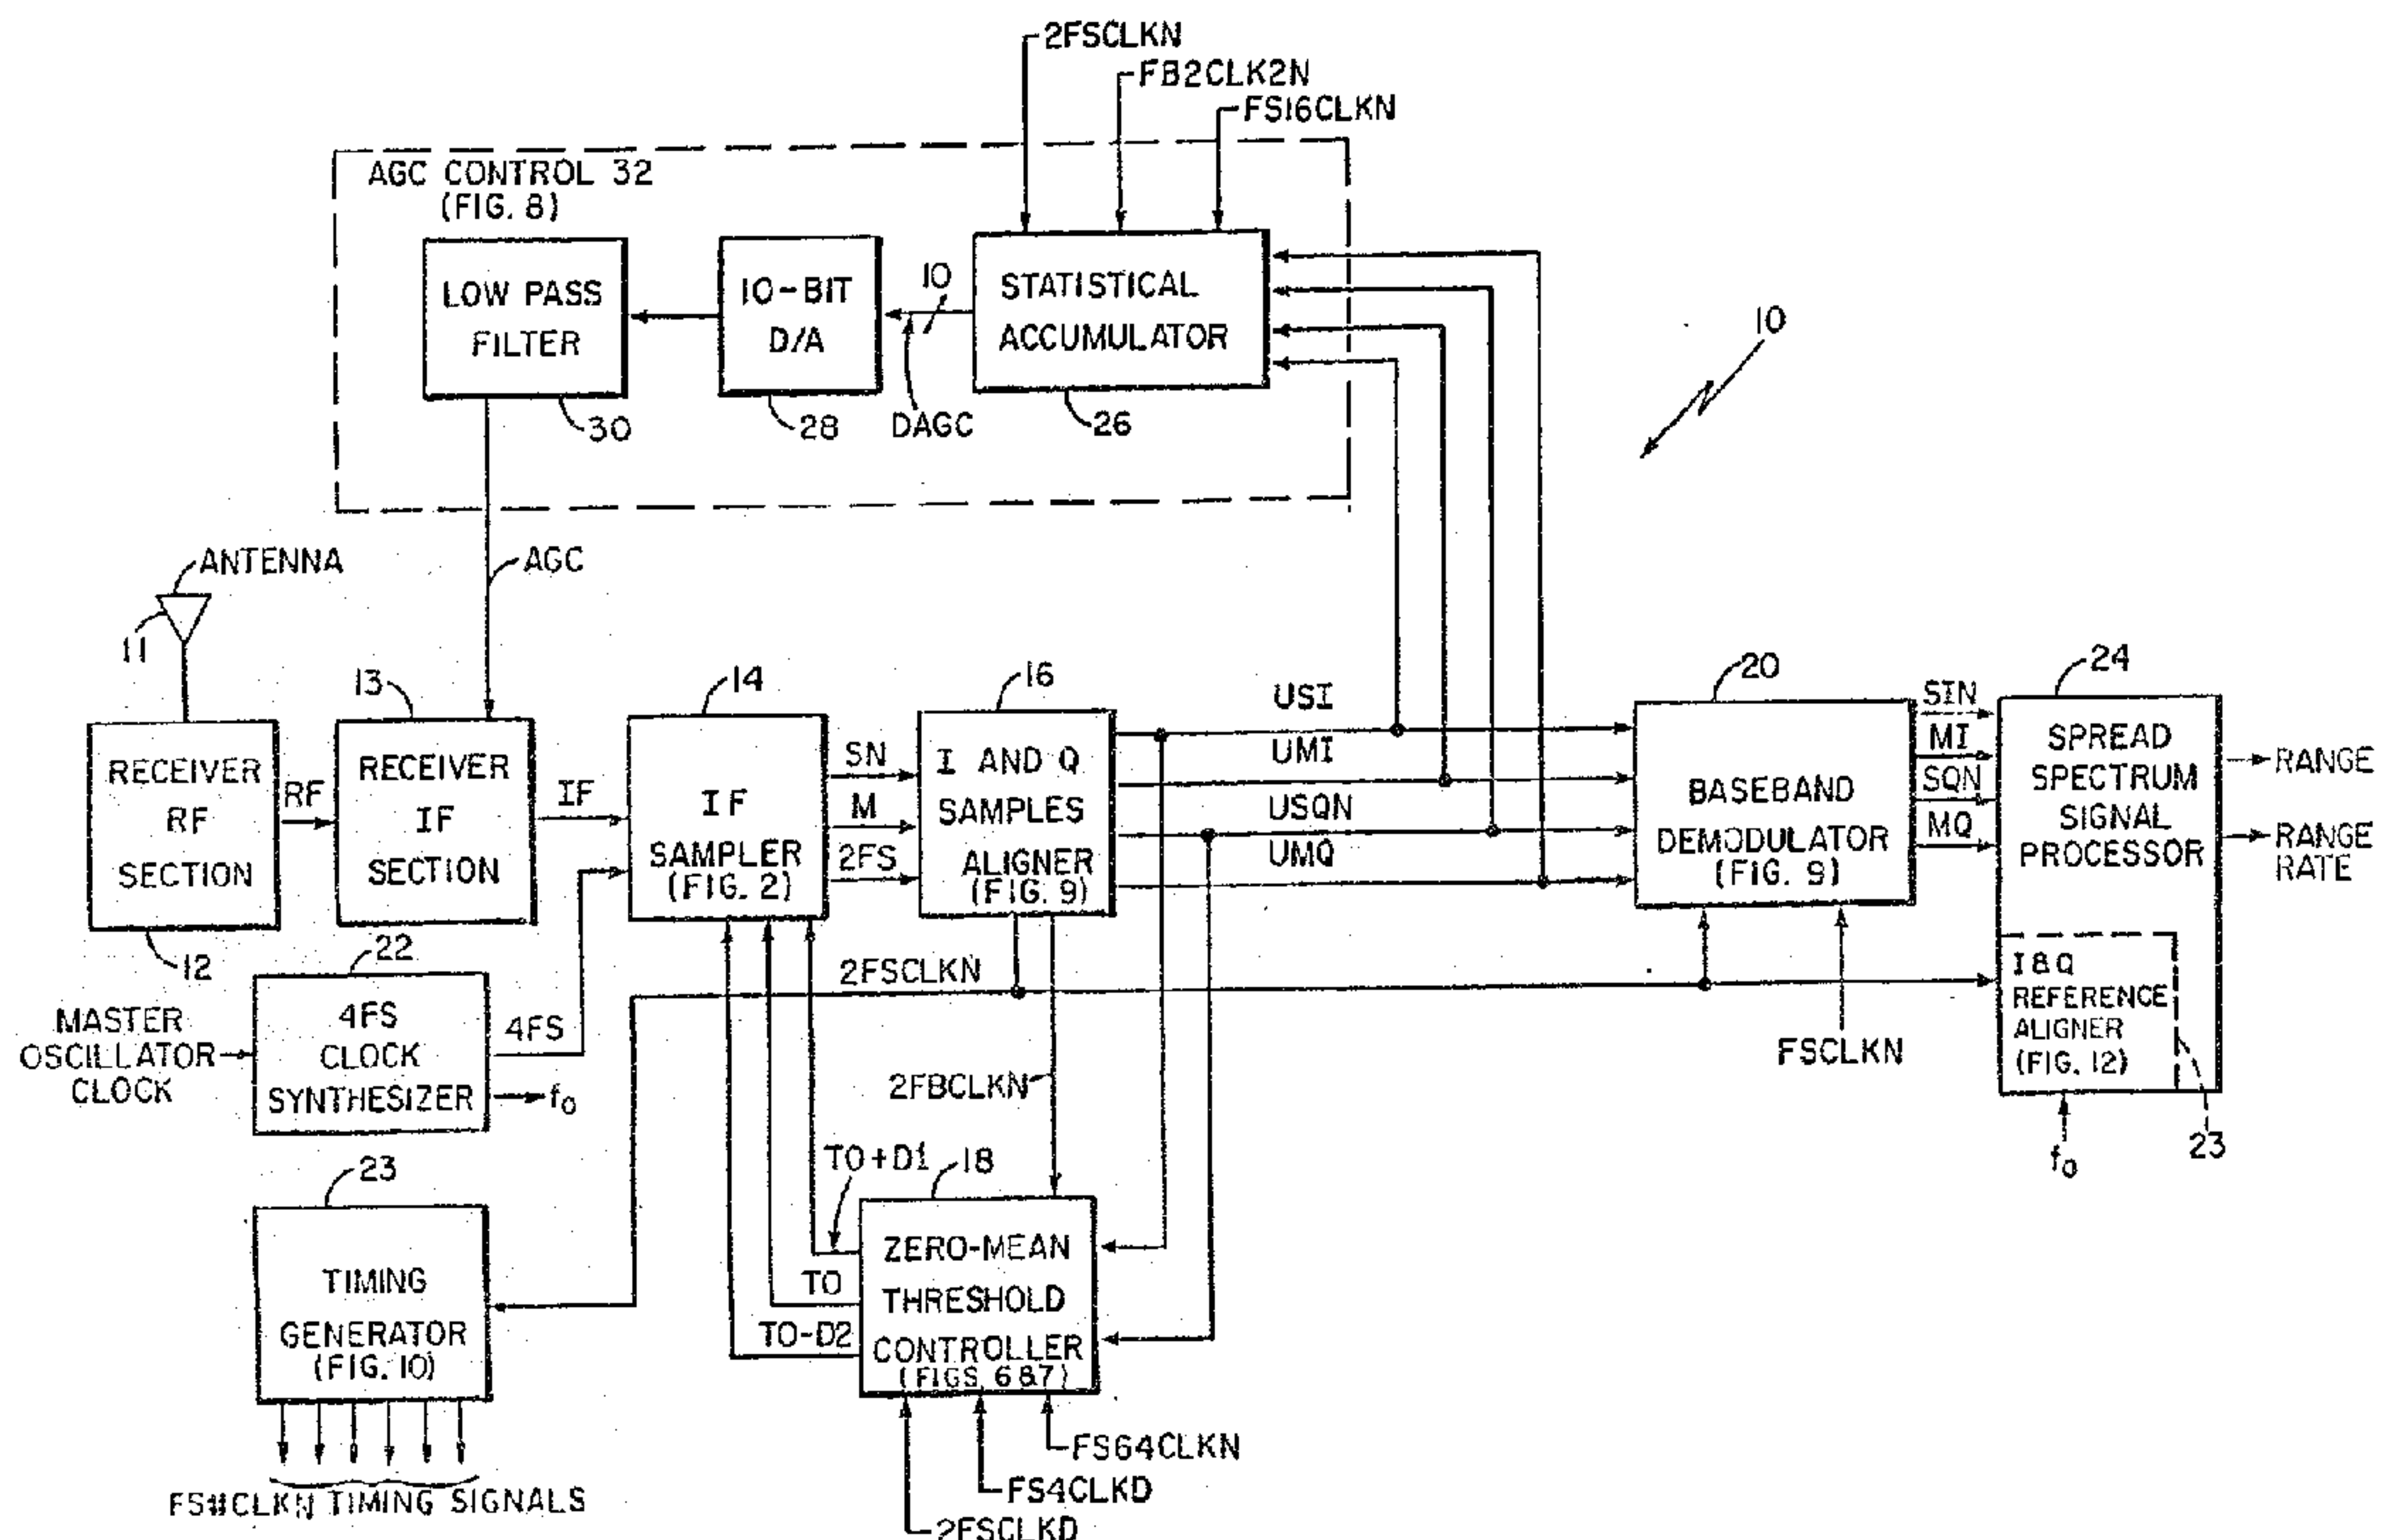 2FSCLKN
FB2CLK2N
FS16CLKN
AGC CONTROL 32
(FIG. 8)
LOW PASS
FILTER
30
10-BIT
D/A
28
10
DAGC
STATISTICAL
ACCUMULATOR
26
10
ANTENNA
11
AGC
RECEIVER
RF
SECTION
12
RF
13
RECEIVER
IF
SECTION
IF
14
IF
SAMPLER
(FIG. 2)
SN
M
2FS
16
I AND Q
SAMPLES
ALIGNER
(FIG. 9)
USI
UMI
USQN
UMQ
20
BASEBAND
DEMODULATOR
(FIG. 9)
SIN
MI
SQN
MQ
24
SPREAD
SPECTRUM
SIGNAL
PROCESSOR
RANGE
RANGE
RATE
I & Q
REFERENCE
ALIGNER
(FIG. 12)
23
f0
FSCLKN
MASTER
OSCILLATOR
CLOCK
22
4FS
CLOCK
SYNTHESIZER
4FS
f0
2FSCLKN
2FBCLKN
23
TIMING
GENERATOR
(FIG. 10)
FS#CLKN TIMING SIGNALS
TO+D1
TO
TO-D2
18
ZERO-MEAN
THRESHOLD
CONTROLLER
(FIGS. 6 & 7)
FS64CLKN
FS4CLKD
2FSCLKD